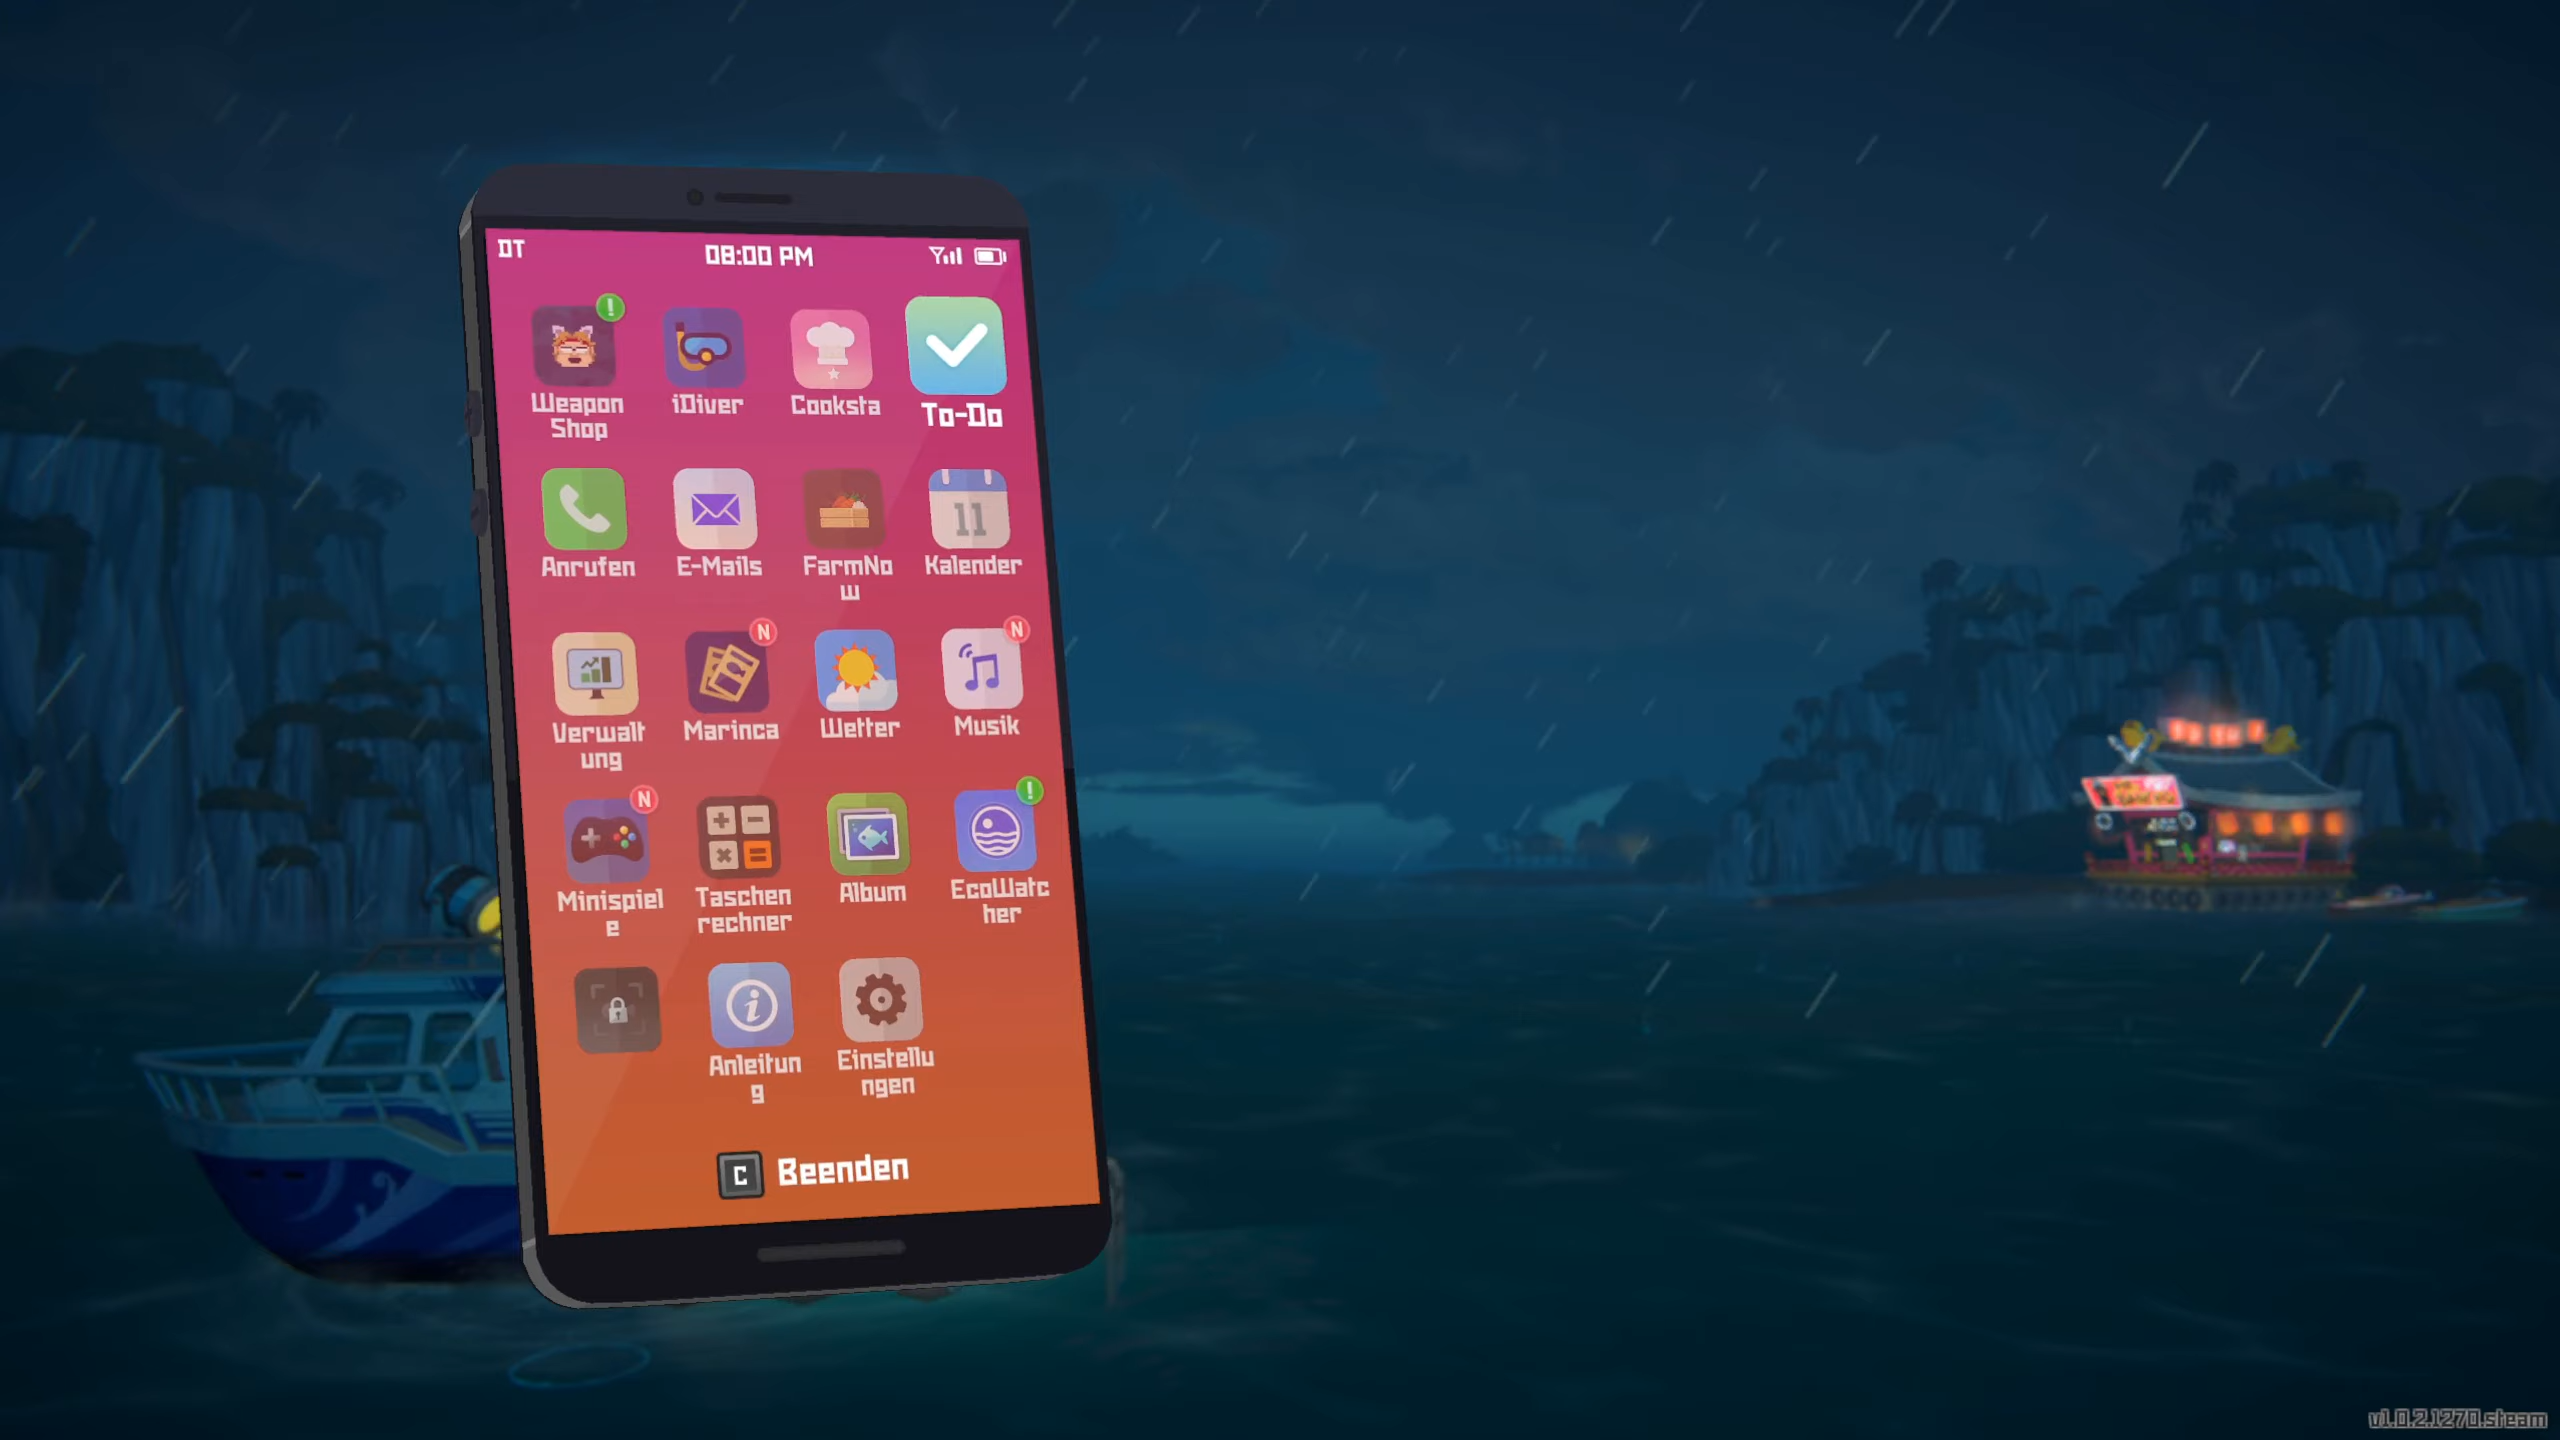 DT
08:00 PM
Weapon
Shop
iDiver
Cooksta
To-Do
Anrufen
E-Mails
FarmNo
w
11
Kalender
Verwalt
ung
N
Marinca
Wetter
N
Musik
N
Minispiel
e
Taschen
rechner
Album
!
EcoWatc
her
!
Anleitun
g
Einstellu
ngen
C Beenden
v1.0.2.1270.steam